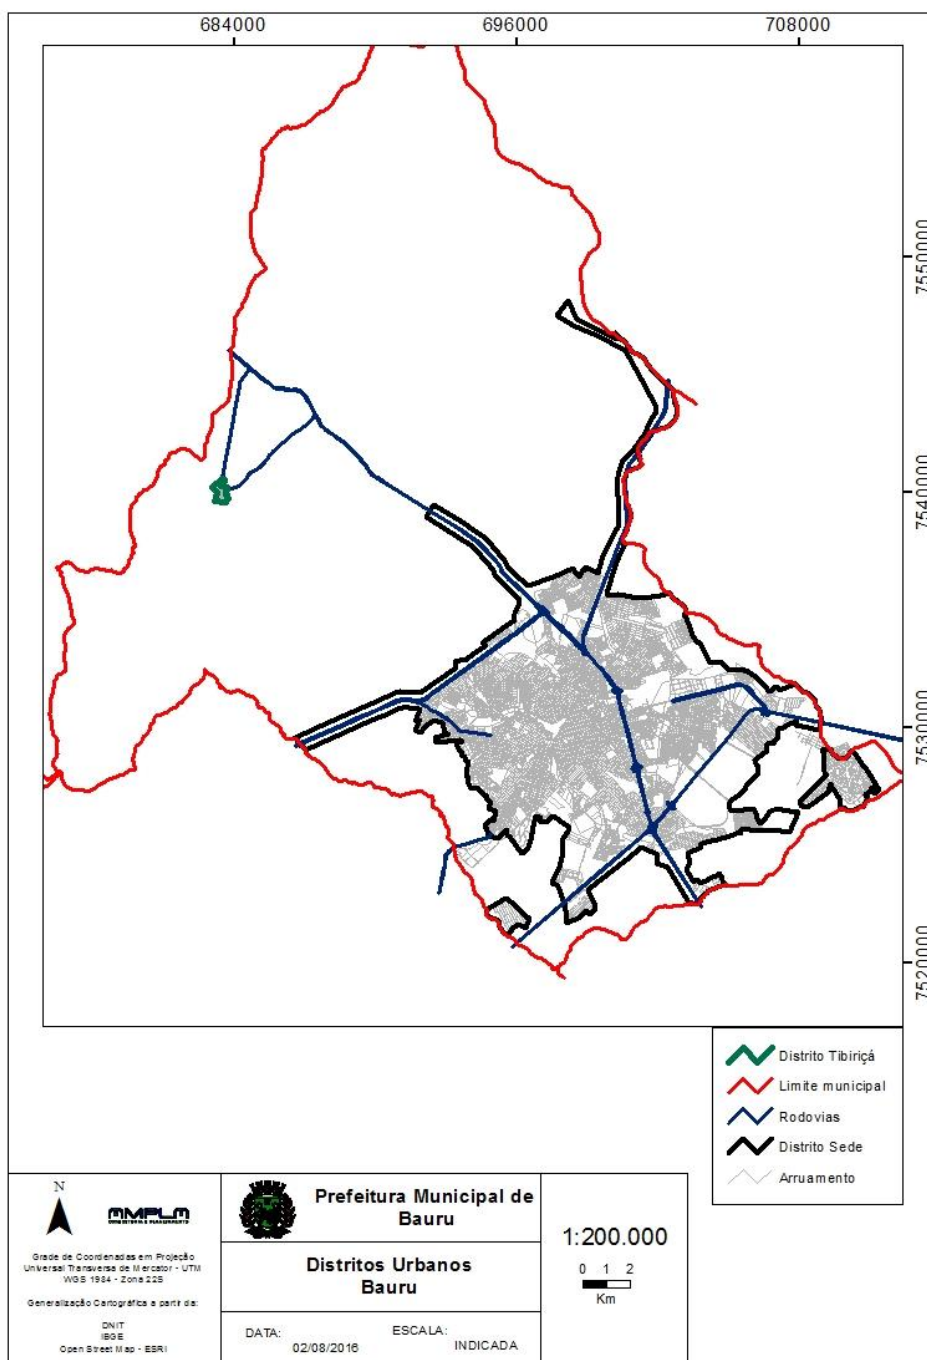 684000 696000 708000
7550000
7540000
7530000
7520000
Distrito Tibiriçá
Limite municipal
Rodovias
Distrito Sede
Arruamento
N
MMPLM
Grade de Coordenadas em Projeção
Universal Transversa de Mercator - UTM
WGS 1984 - Zona 22S
Generalização Cartográfica a partir da:
DNIT
IBGE
Open Street Map - ESRI
Prefeitura Municipal de
Bauru
Distritos Urbanos
Bauru
DATA:
02/08/2016
ESCALA:
INDICADA
1:200.000
0 1 2
Km